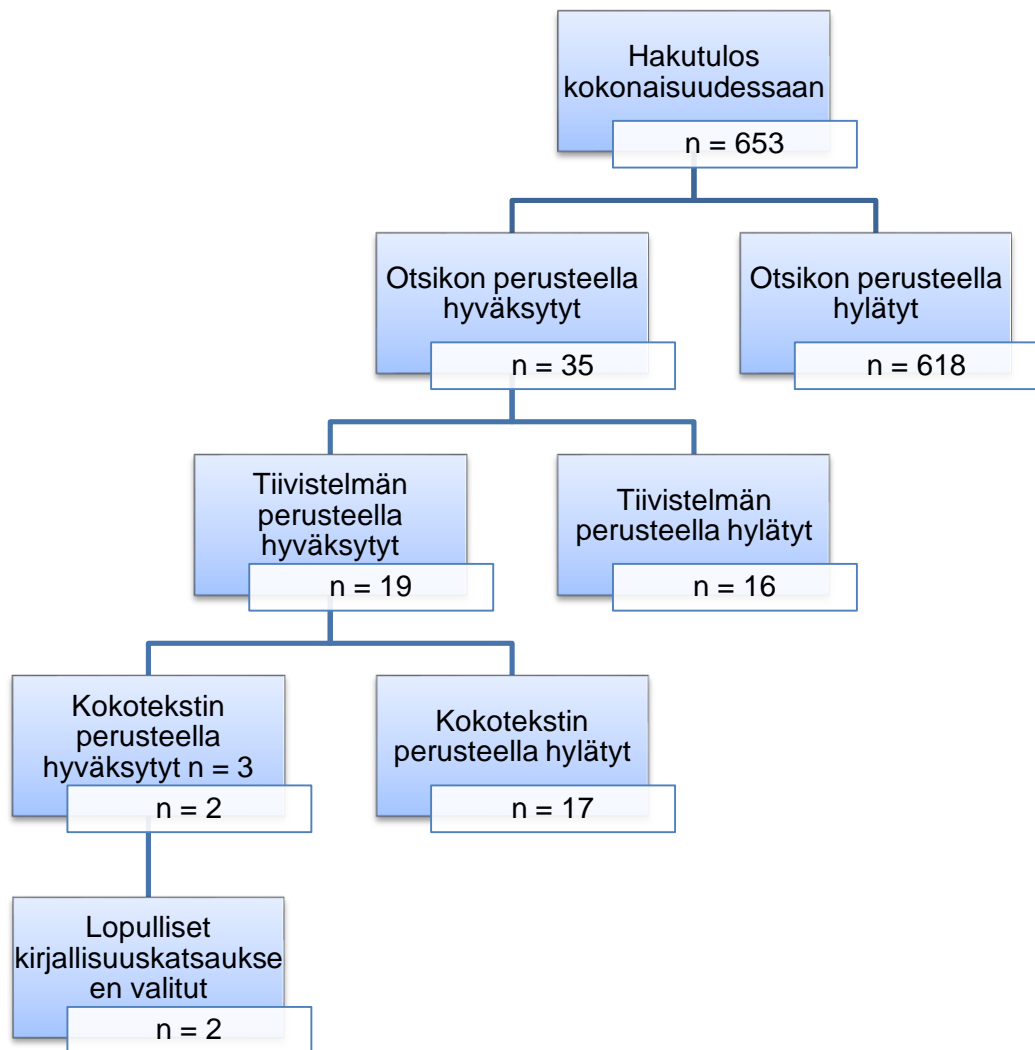 Hakutulos
kokonaisuudessaan
n = 653
Otsikon perusteella
hyväksytyt
n = 35
Otsikon perusteella
hylätyt
n = 618
Tiivistelmän
perusteella
hyväksytyt
n = 19
Tiivistelmän
perusteella hylätyt
n = 16
Kokotekstin
perusteella
hyväksytyt n = 3
n = 2
Kokotekstin
perusteella hylätyt
n = 17
Lopulliset
kirjallisuuskatsaukse
en valitut
n = 2